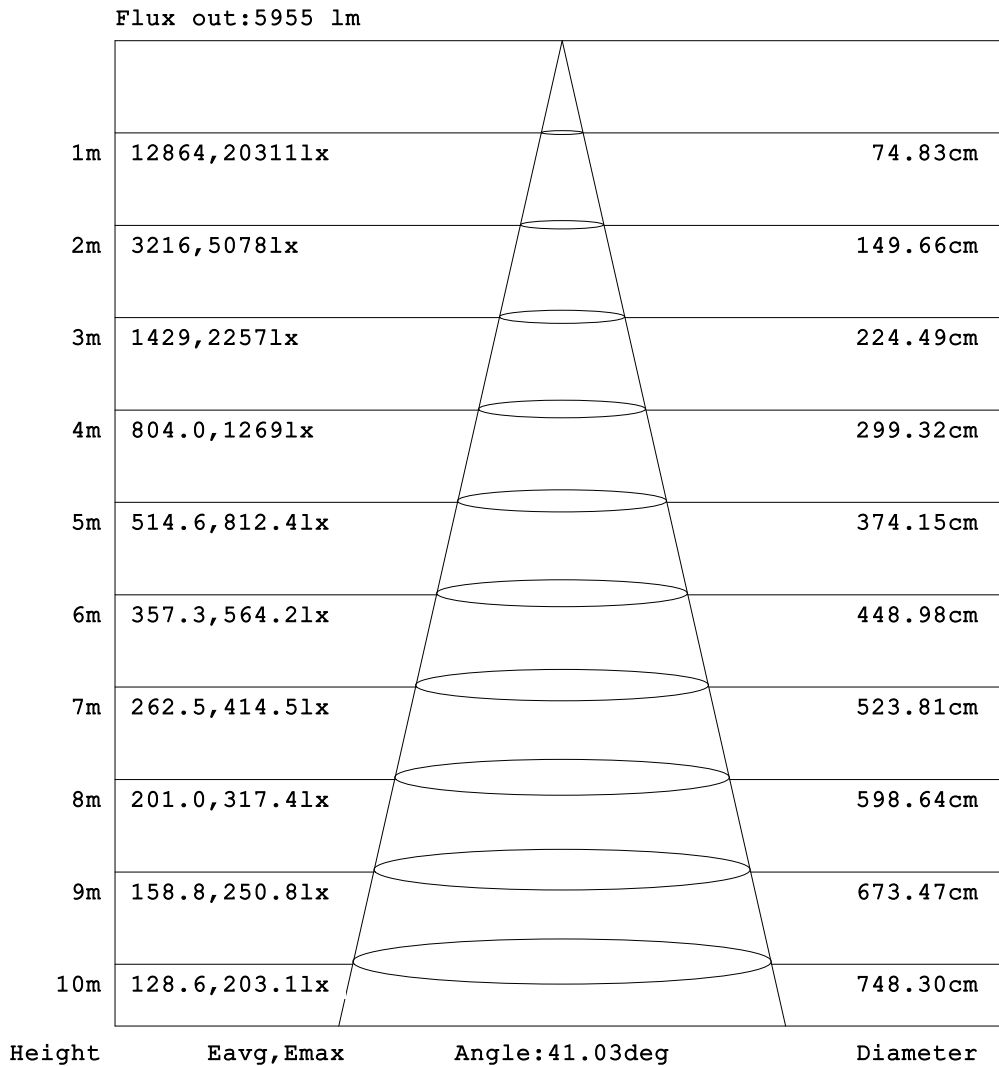 Flux out:5955 lm
1m 12864,20311lx 74.83cm
2m 3216,5078lx 149.66cm
3m 1429,2257lx 224.49cm
4m 804.0,1269lx 299.32cm
5m 514.6,812.4lx 374.15cm
6m 357.3,564.2lx 448.98cm
7m 262.5,414.5lx 523.81cm
8m 201.0,317.4lx 598.64cm
9m 158.8,250.8lx 673.47cm
10m 128.6,203.1lx 748.30cm
Height Eavg,Emax Angle:41.03deg Diameter